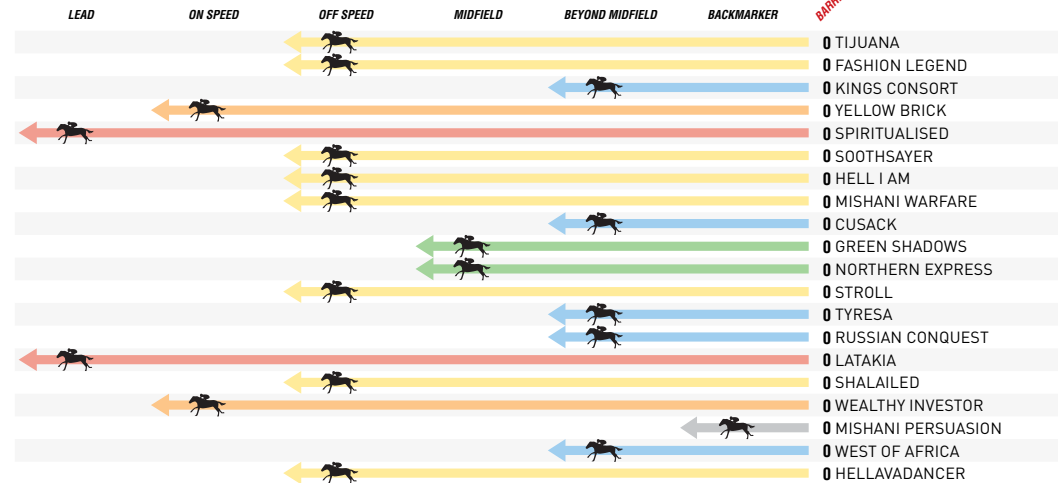 LEAD ON SPEED OFF SPEED MIDFIELD BEYOND MIDFIELD BACKMARKER
0 TIJUANA
0 FASHION LEGEND
0 KINGS CONSORT
0 YELLOW BRICK
0 SPIRITUALISED
0 SOOTHSAYER
0 HELL I AM
0 MISHANI WARFARE
0 CUSACK
0 GREEN SHADOWS
0 NORTHERN EXPRESS
0 STROLL
0 TYRESA
0 RUSSIAN CONQUEST
0 LATAKIA
0 SHALAILED
0 WEALTHY INVESTOR
0 MISHANI PERSUASION
0 WEST OF AFRICA
0 HELLAVADANCER